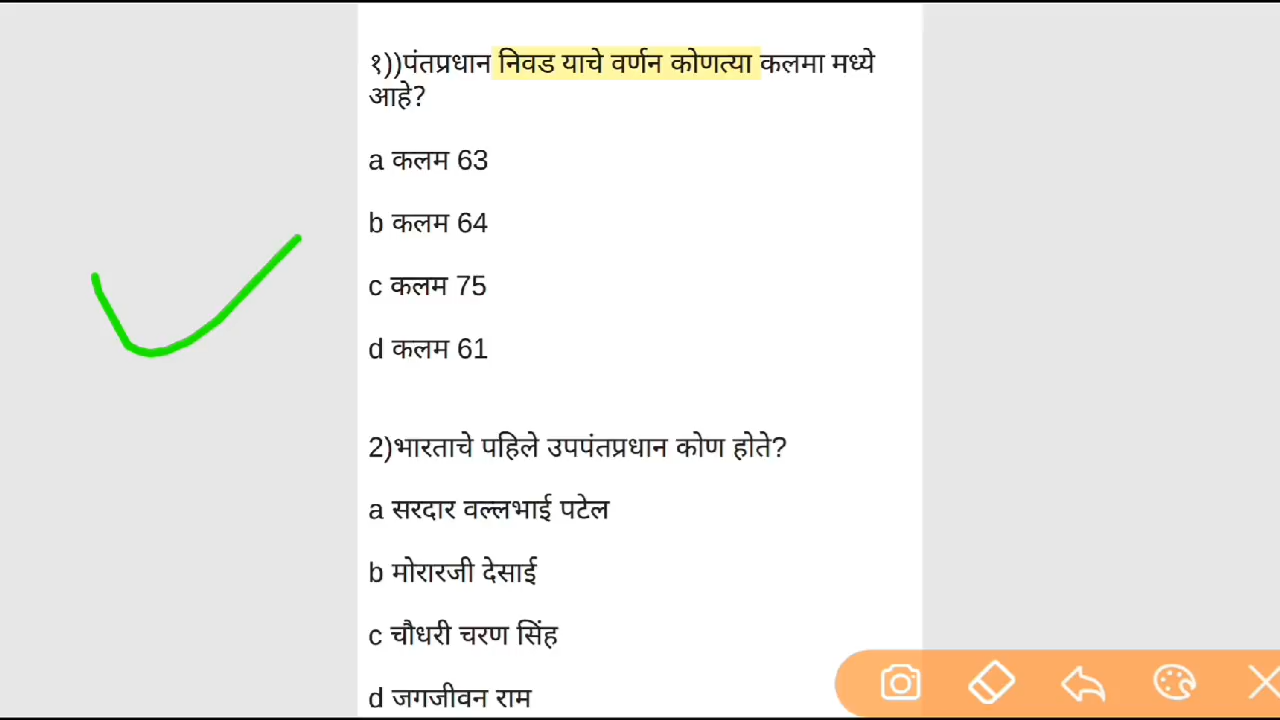 १))पंतप्रधान निवड याचे वर्णन कोणत्या कलमा मध्ये
आहे?
a कलम 63
b कलम 64
c कलम 75
d कलम 61
2)भारताचे पहिले उपपंतप्रधान कोण होते?
a सरदार वल्लभाई पटेल
b मोरारजी देसाई
c चौधरी चरण सिंह
d जगजीवन राम